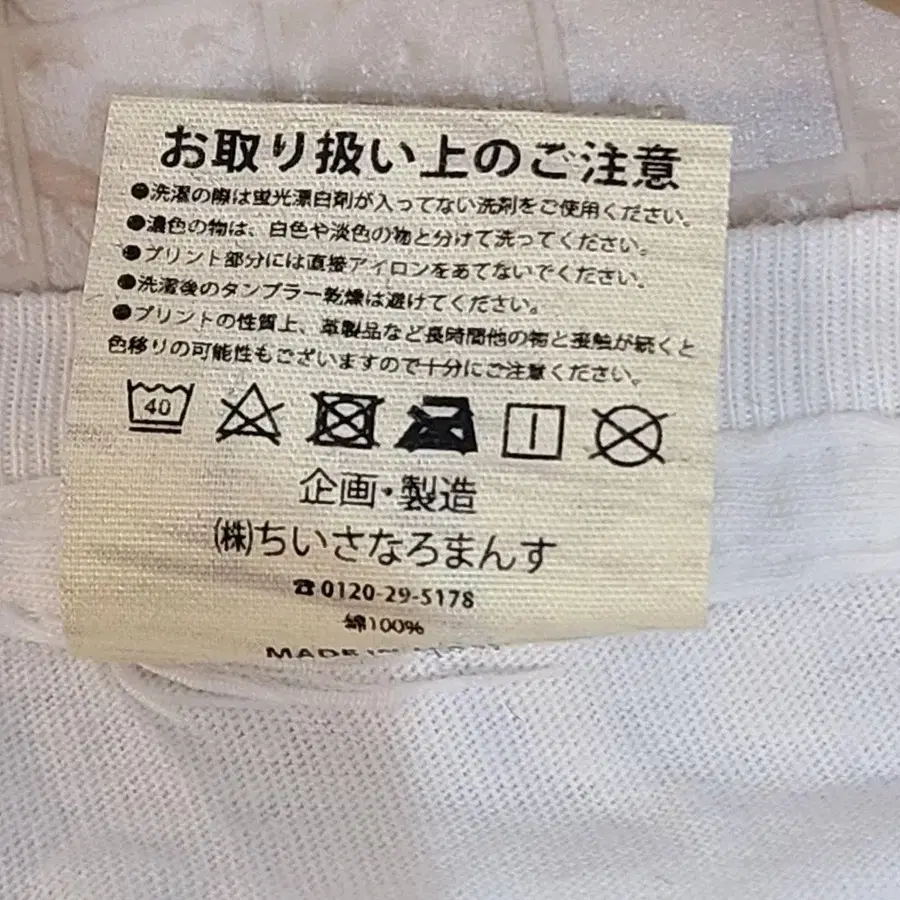 お取り扱い上のご注意
●洗濯の際は蛍光漂白剤が入ってない洗剤をご使用ください。
●濃色の物は、白色や淡色の物と分けて洗ってください。
●プリント部分には直接アイロンをあてないでください。
●洗濯後のタンブラー乾燥は避けてください。
●プリントの性質上、革製品など長時間他の物と接触が続くと
色移りの可能性もございますので十分にご注意ください。
40
企画・製造
㈱ちいさなろまんす
☎0120-29-5178
綿100%
MADE IN